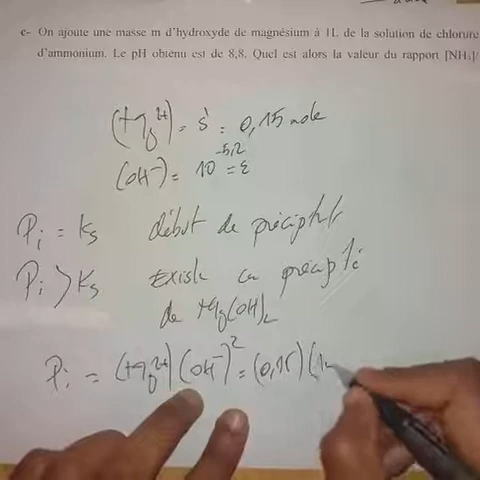 c- On ajoute une masse m d'hydroxyde de magnésium à 1L de la solution de chlorure
d'ammonium. Le pH obtenu est de 8,8. Quel est alors la valeur du rapport [NH₃]/
(Mg²⁺) = s' = 0,15 mole
(OH⁻) = 10^-5,2 = ε
Pi = Ks début de précipité
Pi > Ks Existe un précipité
de Mg(OH)₂
Pi = (Mg²⁺)(OH⁻)² = (0,15)(1